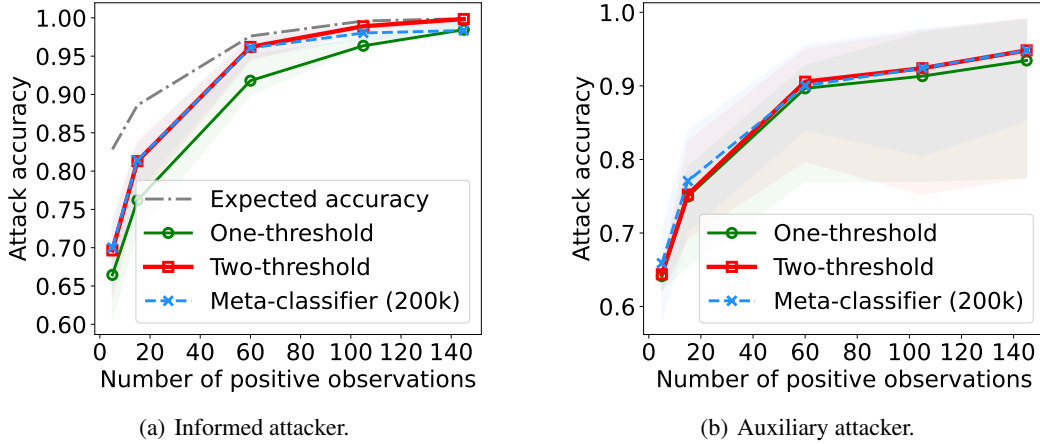 1.00
0.95
0.90
0.85
0.80
0.75
0.70
0.65
0.60
Attack accuracy
Expected accuracy
One-threshold
Two-threshold
Meta-classifier (200k)
0 20 40 60 80 100 120 140
Number of positive observations
(a) Informed attacker.
1.0
0.9
0.8
0.7
0.6
Attack accuracy
One-threshold
Two-threshold
Meta-classifier (200k)
0 20 40 60 80 100 120 140
Number of positive observations
(b) Auxiliary attacker.